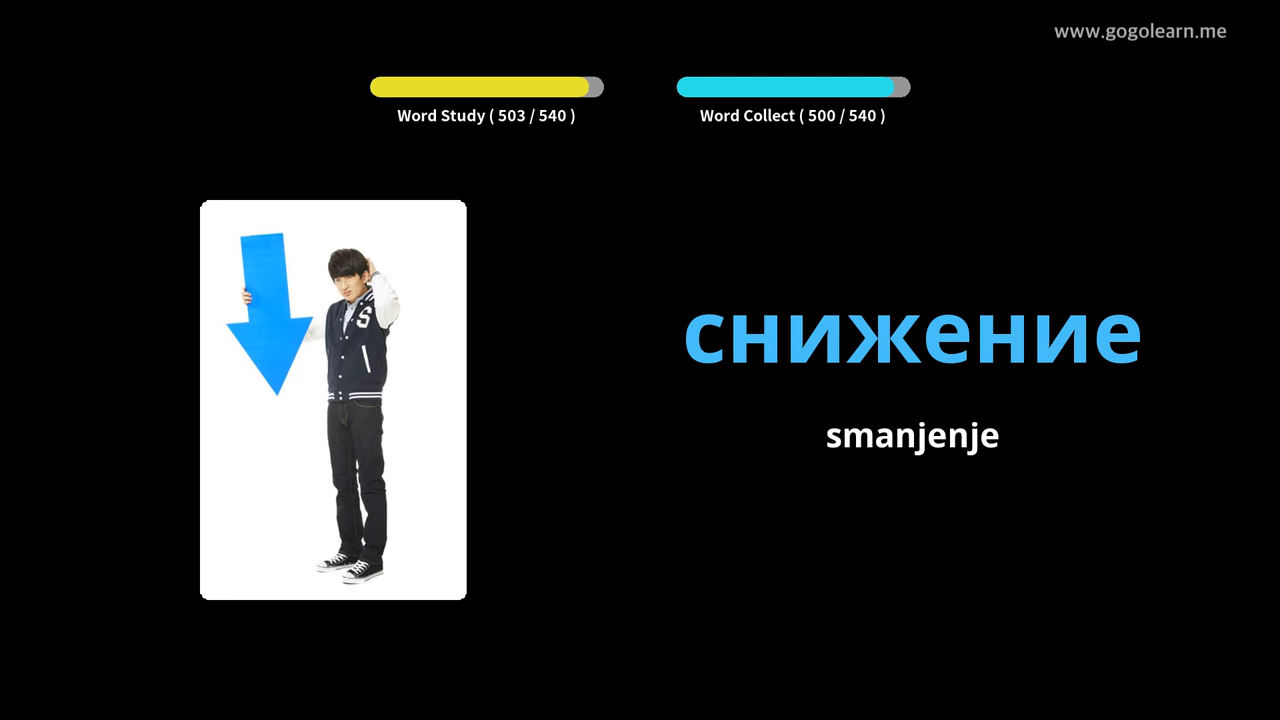 www.gogolearn.me
Word Study ( 503 / 540 )
Word Collect ( 500 / 540 )
S
снижение
smanjenje